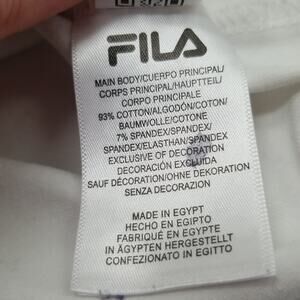 FILA
MAIN BODY/CUERPO PRINCIPAL/
CORPS PRINCIPAL/HAUPTTEIL/
CORPO PRINCIPALE
93% COTTON/ALGODÓN/COTON/
BAUMWOLLE/COTONE
7% SPANDEX/SPANDEX/
SPANDEX/ELASTHAN/SPANDEX
EXCLUSIVE OF DECORATION
DECORACIÓN EXCLUIDA
SAUF DÉCORATION/OHNE DEKORATION
SENZA DECORAZION
MADE IN EGYPT
HECHO EN EGIPTO
FABRIQUÉ EN EGYPTE
IN ÄGYPTEN HERGESTELLT
CONFEZIONATO IN EGITTO